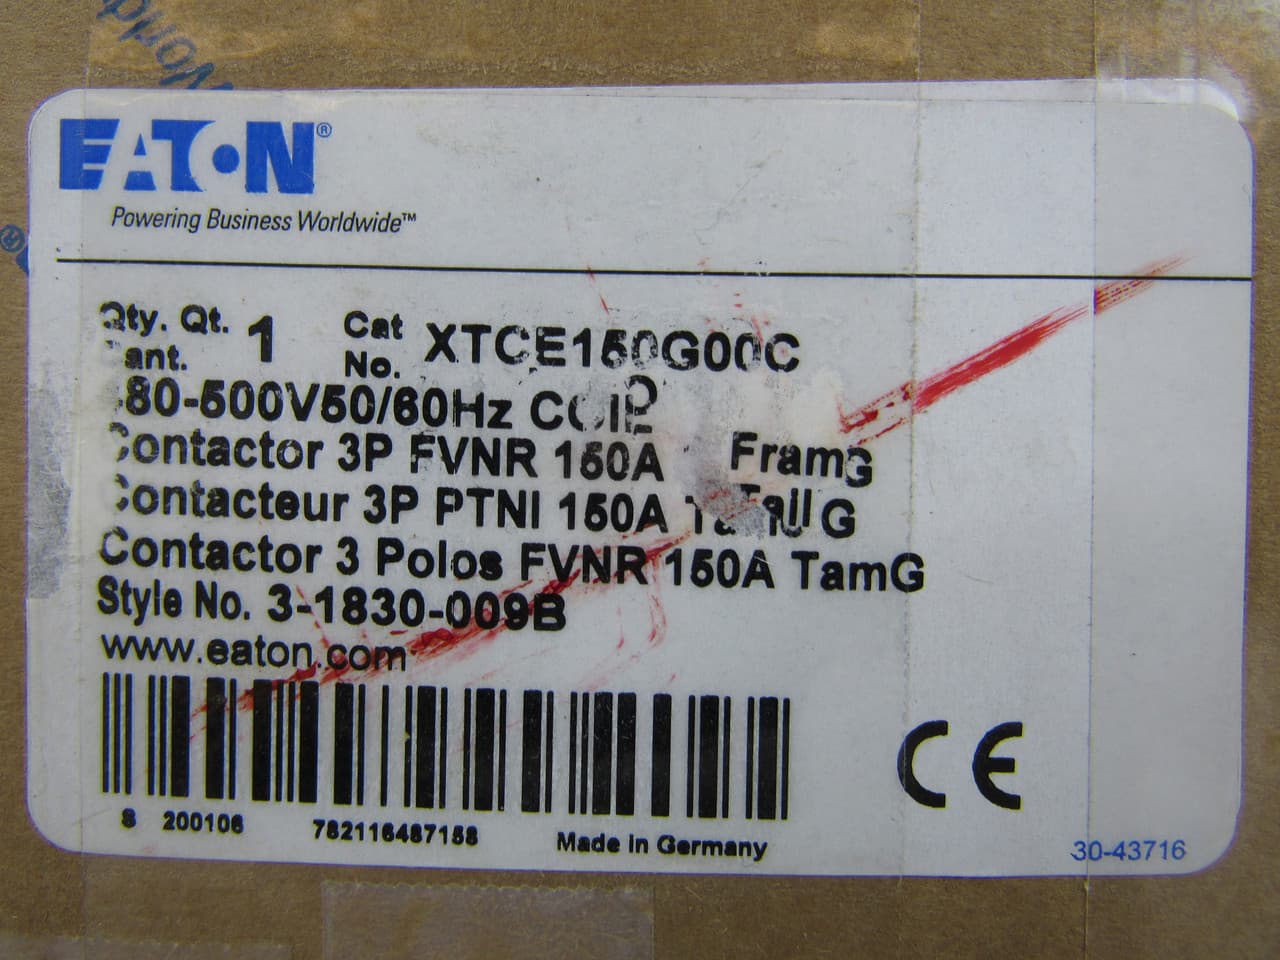 EATON®
Powering Business Worldwide™
Qty. Qt. Cant. 1 Cat No. XTCE150G00C
480-500V50/60Hz COIL
Contactor 3P FVNR 150A FramG
Contacteur 3P PTNI 150A G
Contactor 3 Polos FVNR 150A TamG
Style No. 3-1830-009B
www.eaton.com
S 200106 782116487158 Made in Germany
CE
30-43716